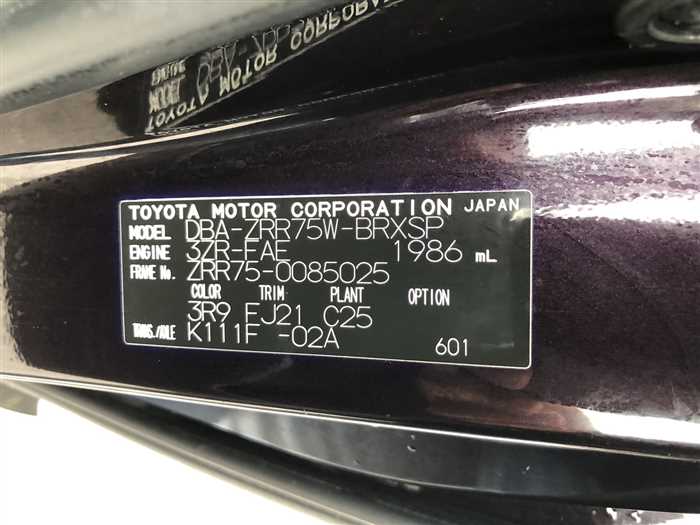 TOYOTA MOTOR CORPORATION JAPAN
MODEL DBA-ZRR75W-BRXSP
ENGINE 3ZR-FAE 1986 mL
FRAME No. ZRR75-0085025
COLOR TRIM PLANT OPTION
3R9 FJ21 C25
TRANS./AXLE K111F -02A
601